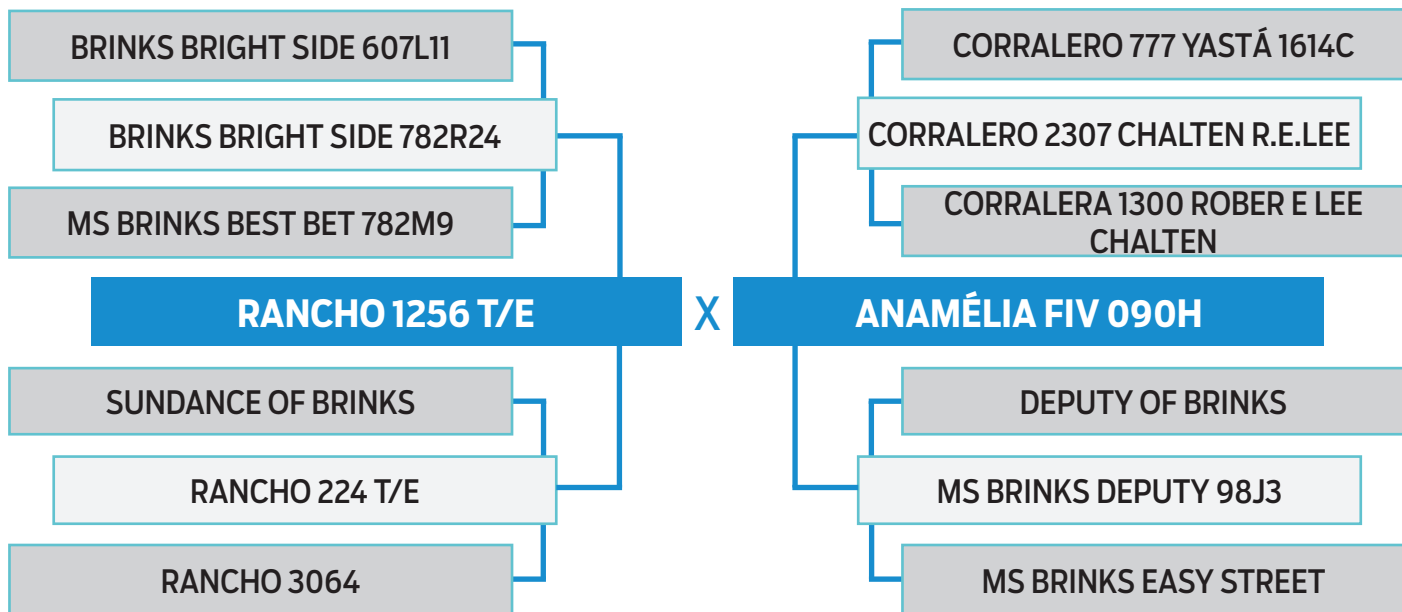 BRINKS BRIGHT SIDE 607L11
CORRALERO 777 YASTÁ 1614C
BRINKS BRIGHT SIDE 782R24
CORRALERO 2307 CHALTEN R.E.LEE
MS BRINKS BEST BET 782M9
CORRALERA 1300 ROBER E LEE
CHALTEN
RANCHO 1256 T/E
X
ANAMÉLIA FIV 090H
SUNDANCE OF BRINKS
DEPUTY OF BRINKS
RANCHO 224 T/E
MS BRINKS DEPUTY 98J3
RANCHO 3064
MS BRINKS EASY STREET